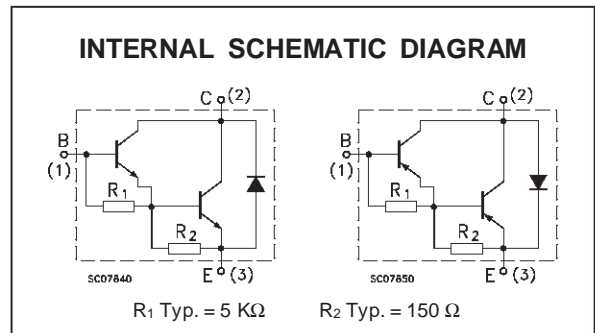 INTERNAL SCHEMATIC DIAGRAM
C (2)
B
(1)
R1
R2
SC07840
E (3)
C (2)
B
(1)
R1
R2
SC07850
E (3)
R1 Typ. = 5 KΩ R2 Typ. = 150 Ω